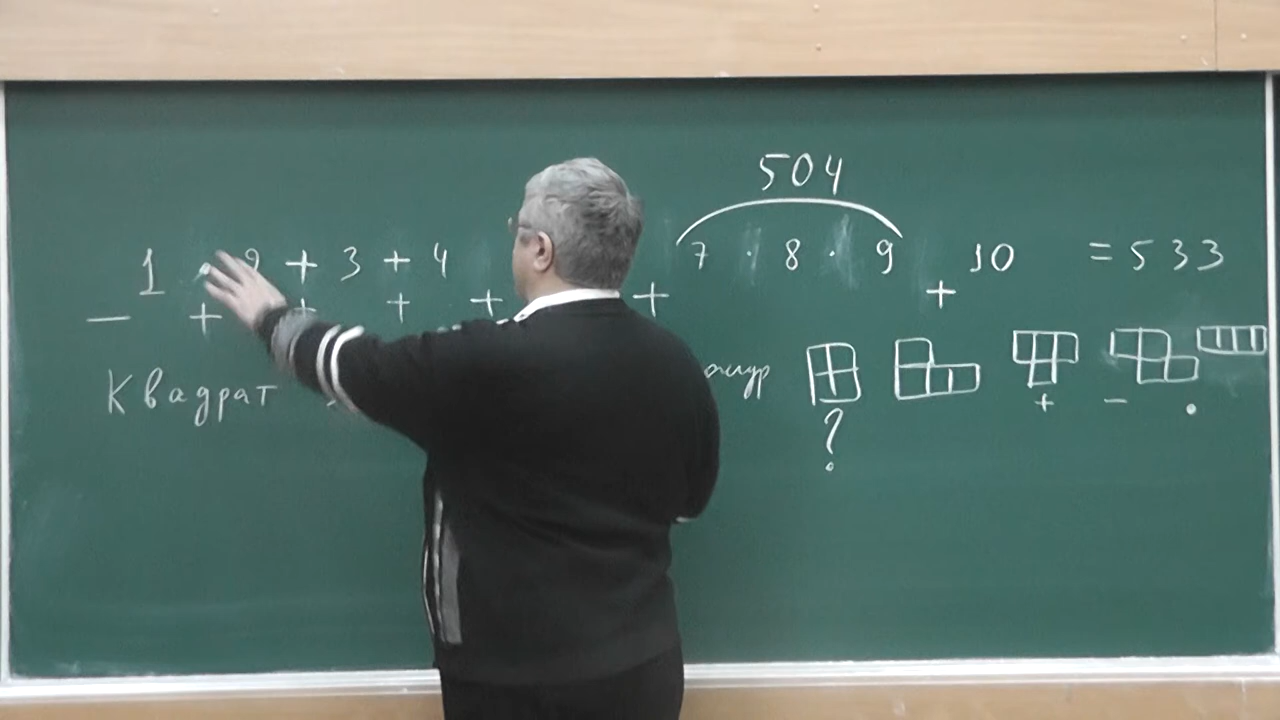 504
1 · 2 + 3 + 4 7 · 8 · 9 10 = 533
− + + + + + +
Квадрат
?
+ − ·